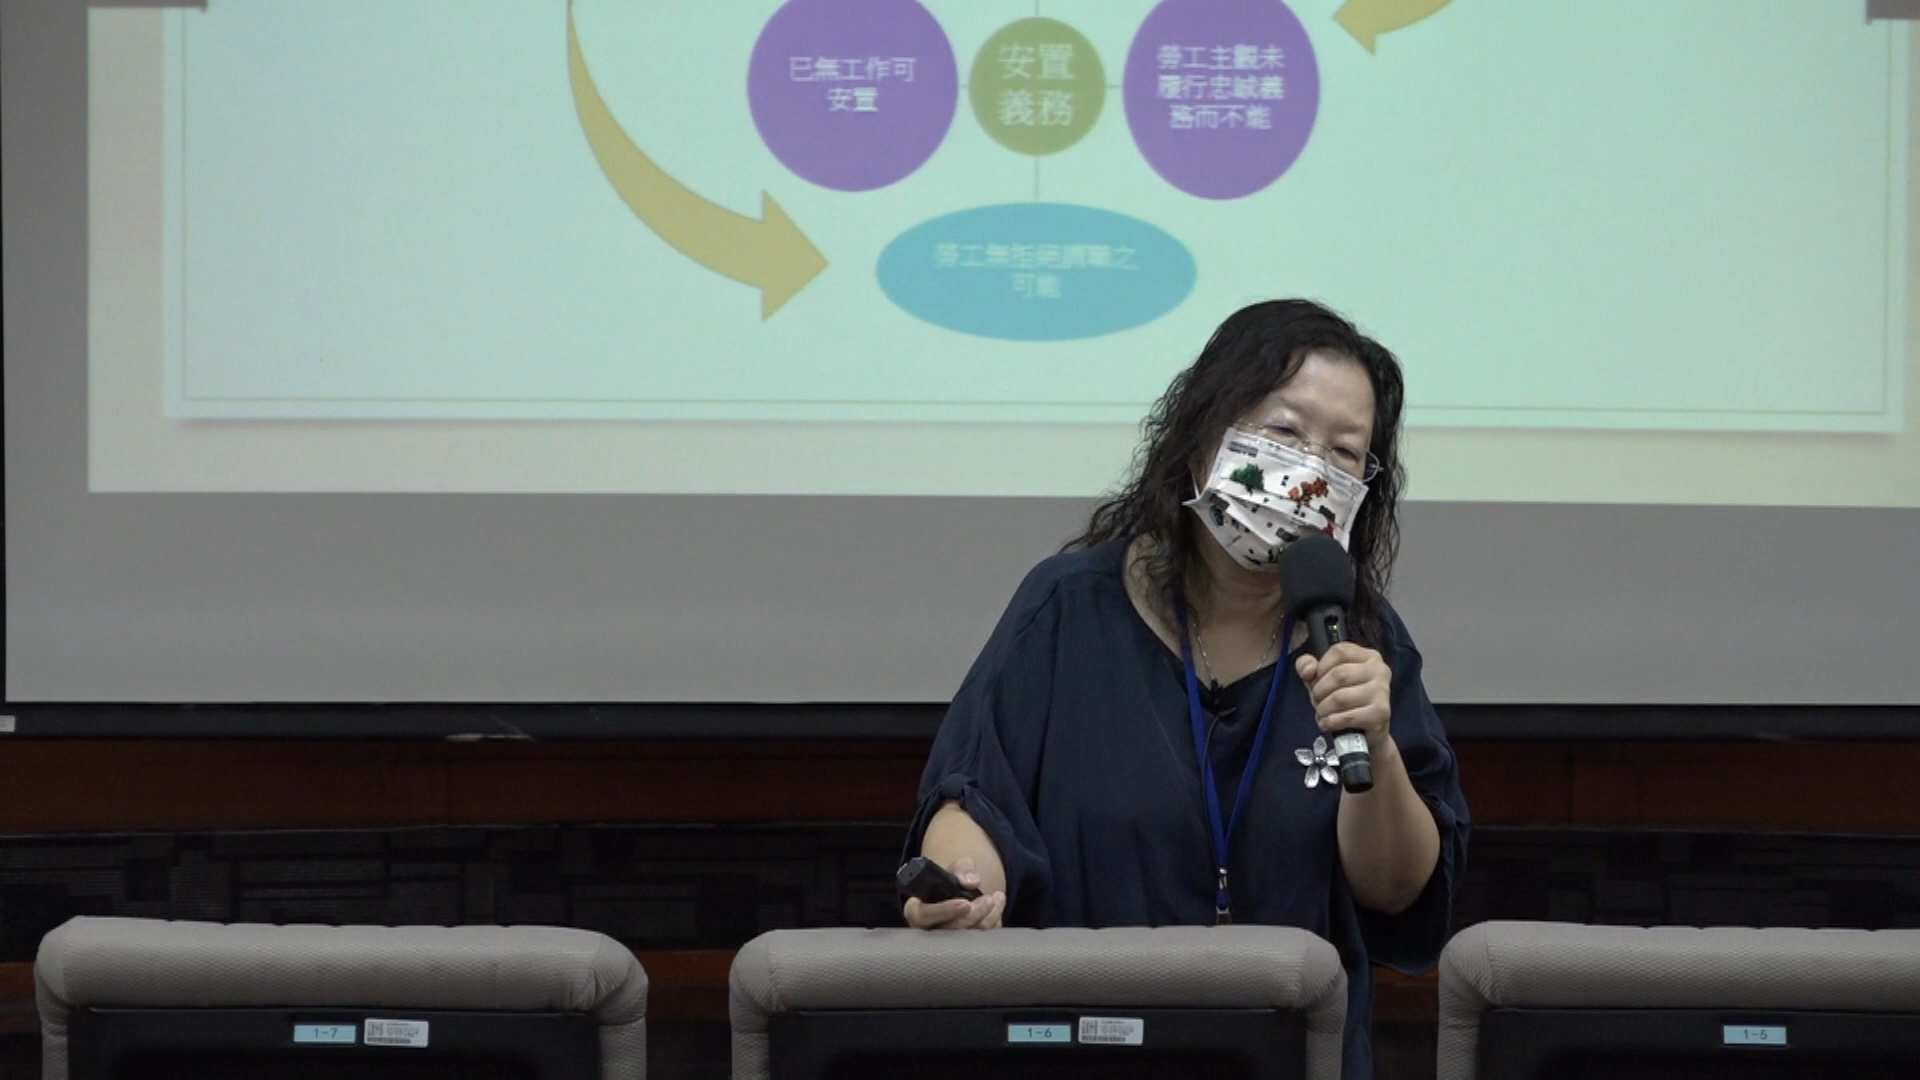 已無工作可
安置
安置
義務
勞工主觀未
履行忠誠義
務而不能
勞工無拒絕調職之
可能
1-7
1-6
1-5